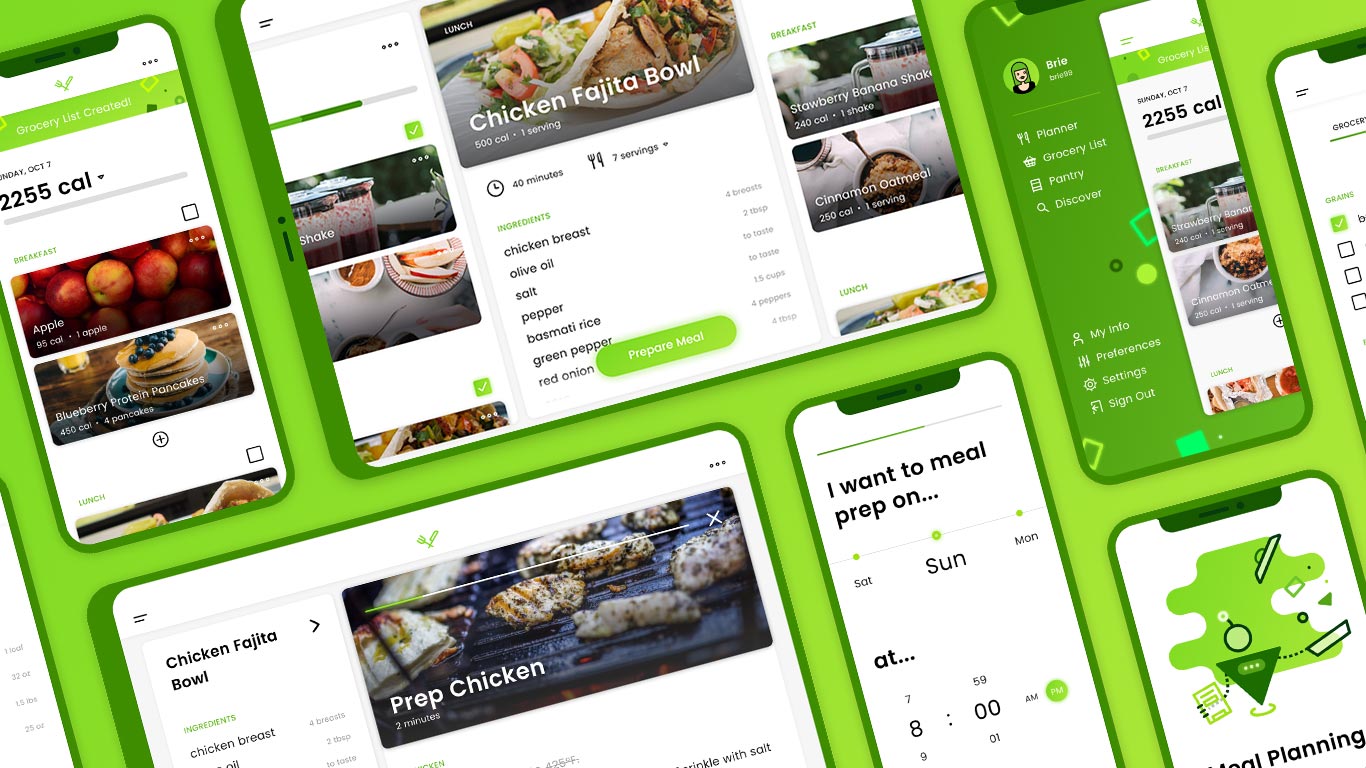 Grocery List Created!
SUNDAY, OCT 7
2255 cal
BREAKFAST
Apple
95 cal • 1 apple
Blueberry Protein Pancakes
450 cal • 4 pancakes
LUNCH
1 loaf
32 oz
1.5 lbs
25 oz
Shake
LUNCH
Chicken Fajita Bowl
500 cal • 1 serving
40 minutes
7 servings
INGREDIENTS
chicken breast 4 breasts
olive oil 2 tbsp
salt to taste
pepper to taste
basmati rice 1.5 cups
green pepper 4 peppers
red onion 4 tbsp
Prepare Meal
BREAKFAST
Stawberry Banana Shake
240 cal • 1 shake
Cinnamon Oatmeal
250 cal • 1 serving
LUNCH
Brie
brie99
Planner
Grocery List
Pantry
Discover
My Info
Preferences
Settings
Sign Out
Grocery Lis
SUNDAY, OCT 7
2255 cal
BREAKFAST
Strawberry Banan
240 cal • 1 serving
Cinnamon Oatme
250 cal • 1 serving
LUNCH
GROCERY
GRAINS
Chicken Fajita
Bowl
INGREDIENTS
chicken breast 4 breasts
oil 2 tbsp
to taste
Prep Chicken
2 minutes
CKEN
425°F.
rinkle with salt
I want to meal
prep on...
Sat Sun Mon
at...
7 59
8 : 00 AM PM
9 01
Meal Planning